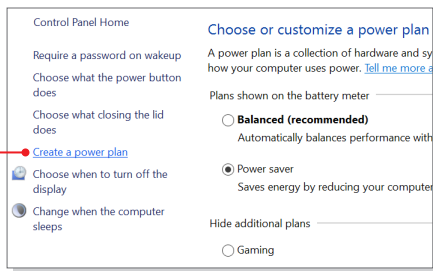 Control Panel Home
Require a password on wakeup
Choose what the power button
does
Choose what closing the lid
does
Create a power plan
Choose when to turn off the
display
Change when the computer
sleeps
Choose or customize a power plan
A power plan is a collection of hardware and sy
how your computer uses power. Tell me more a
Plans shown on the battery meter
Balanced (recommended)
Automatically balances performance with
Power saver
Saves energy by reducing your computer
Hide additional plans
Gaming